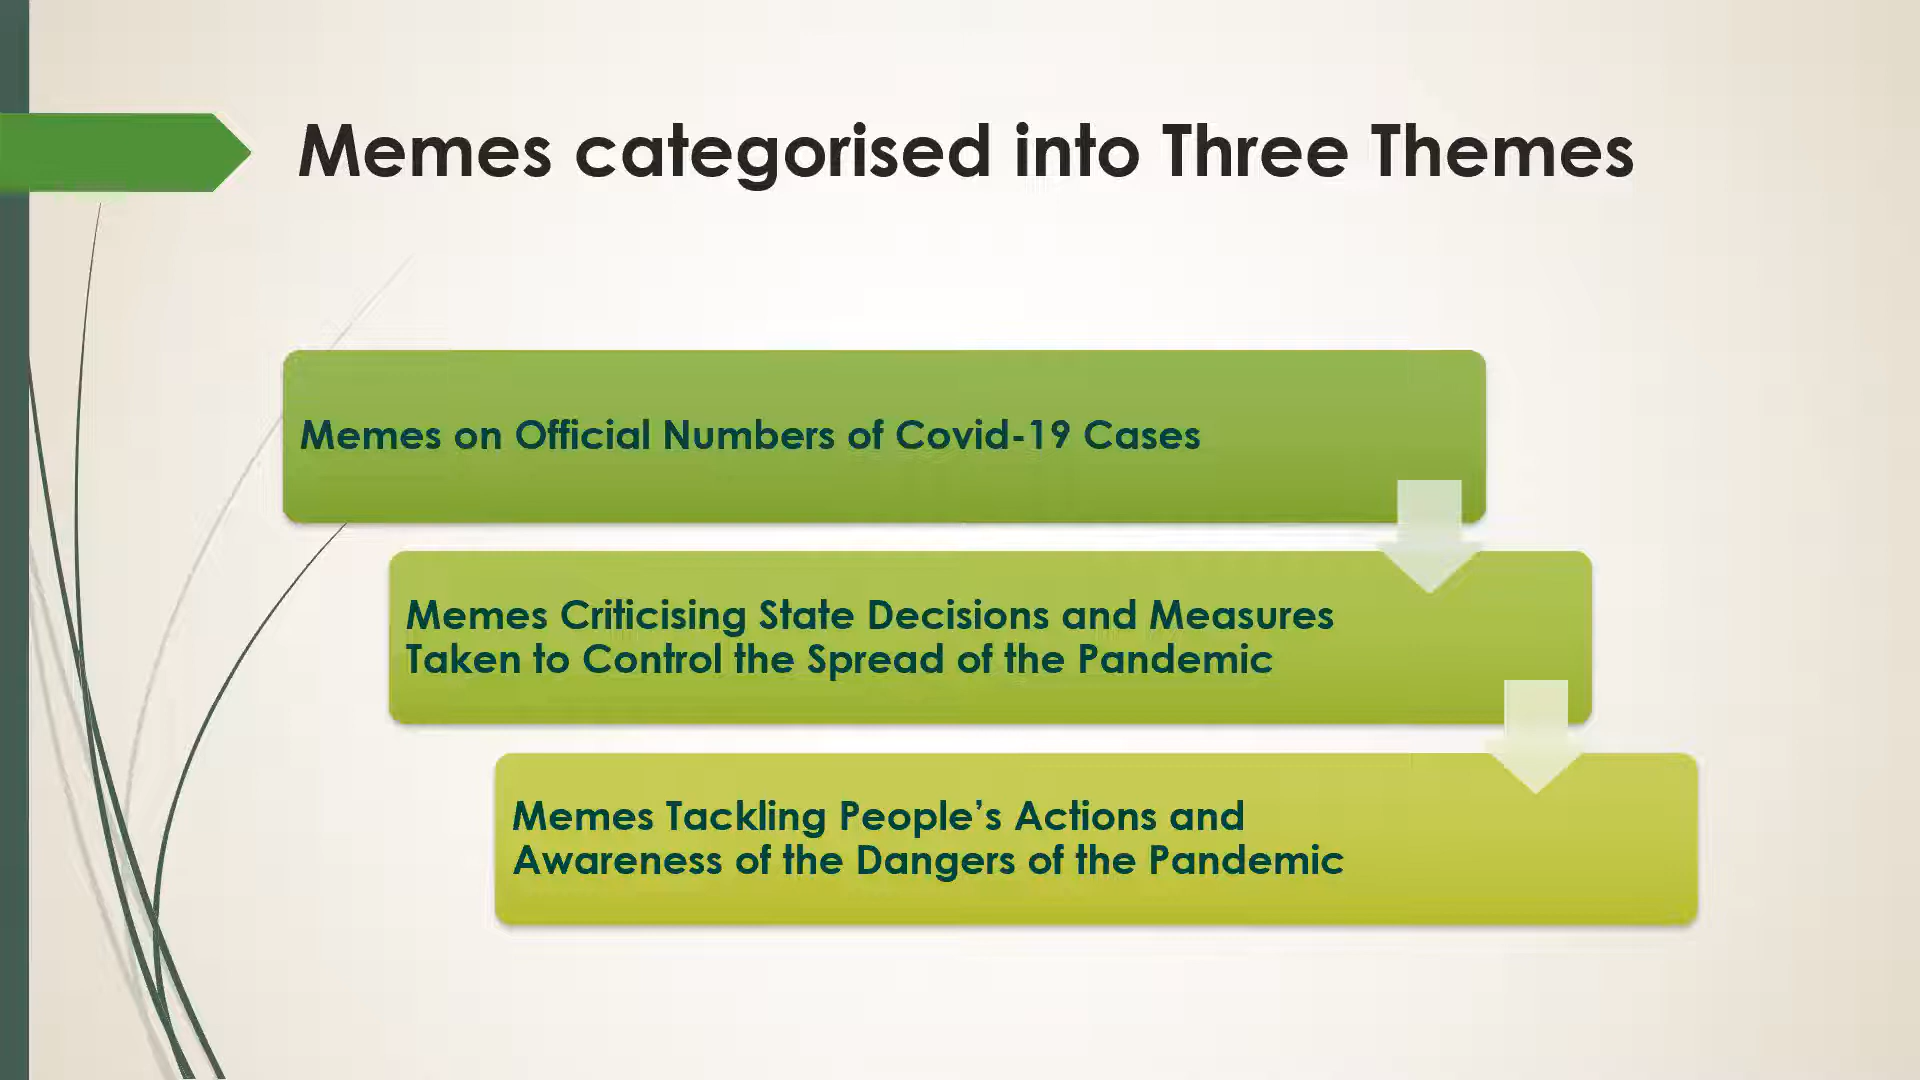 Memes categorised into Three Themes
Memes on Official Numbers of Covid-19 Cases
Memes Criticising State Decisions and Measures
Taken to Control the Spread of the Pandemic
Memes Tackling People’s Actions and
Awareness of the Dangers of the Pandemic